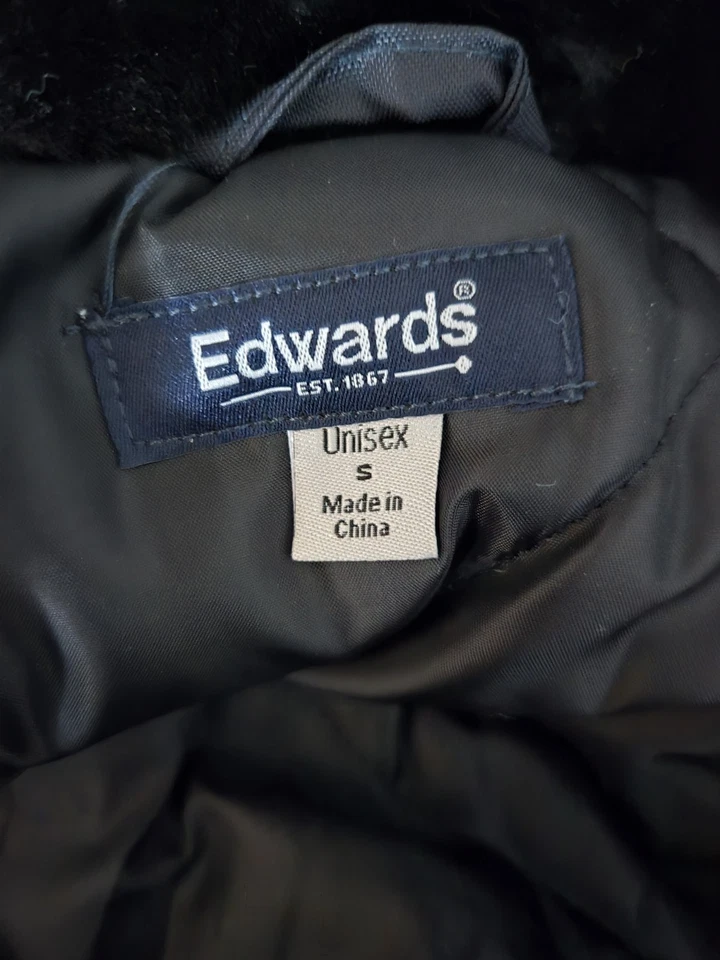 Edwards®
EST. 1867
Unisex
S
Made in
China